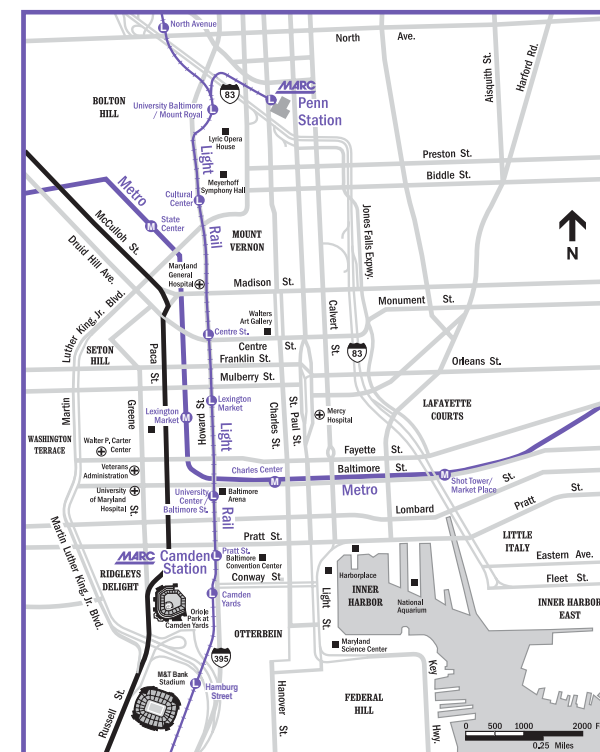 North Avenue
North Ave.
Aisquith St.
Harford Rd.
MARC
83
Penn
Station
BOLTON
HILL
University Baltimore
/ Mount Royal
Lyric Opera
House
Light
Preston St.
Biddle St.
Meyerhoff
Symphony Hall
Metro
Cultural
Center
State
Center
McCulloh St.
Druid Hill Ave.
Rail
MOUNT
VERNON
Jones Falls Expwy.
N
Maryland
General
Hospital
Madison St.
Monument St.
Luther King, Jr. Blvd.
Walters
Art Gallery
Calvert
St.
Centre St.
Centre St.
83
SETON
HILL
Paca St.
Franklin St.
Orleans St.
Mulberry St.
Martin
Greene
St.
Lexington
Market
Howard St.
Lexington
Market
Light
Charles St.
St. Paul St.
Mercy
Hospital
LAFAYETTE
COURTS
WASHINGTON
TERRACE
Walter P. Carter
Center
Fayette St.
Veterans
Administration
Charles Center
Baltimore St.
Shot Tower/
Market Place
University
of Maryland
Hospital
University
Center /
Baltimore St.
Baltimore
Arena
Metro
Rail
Lombard St.
Pratt St.
Martin Luther King, Jr. Blvd.
Pratt St.
LITTLE
ITALY
MARC Camden
Station
Pratt St.
Baltimore
Convention Center
Harborplace
Eastern Ave.
Conway St.
Fleet St.
RIDGLEYS
DELIGHT
Camden
Yards
Light
St.
INNER
HARBOR
National
Aquarium
INNER HARBOR
EAST
Oriole
Park at
Camden Yards
OTTERBEIN
Maryland
Science Center
395
M&T Bank
Stadium
Hamburg
Street
Russell St.
Hanover St.
FEDERAL
HILL
Key
Hwy.
0 500 1000 2000 F
0.25 Miles